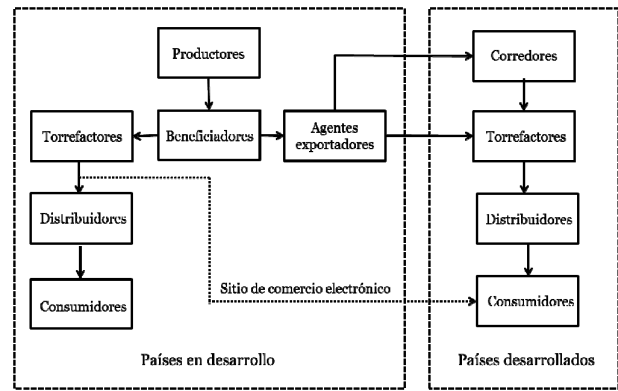 Productores
Corredores
Torrefactores
Beneficiadores
Agentes
exportadores
Torrefactores
Distribuidores
Distribuidores
Sitio de comercio electrónico
Consumidores
Consumidores
Países en desarrollo
Países desarrollados